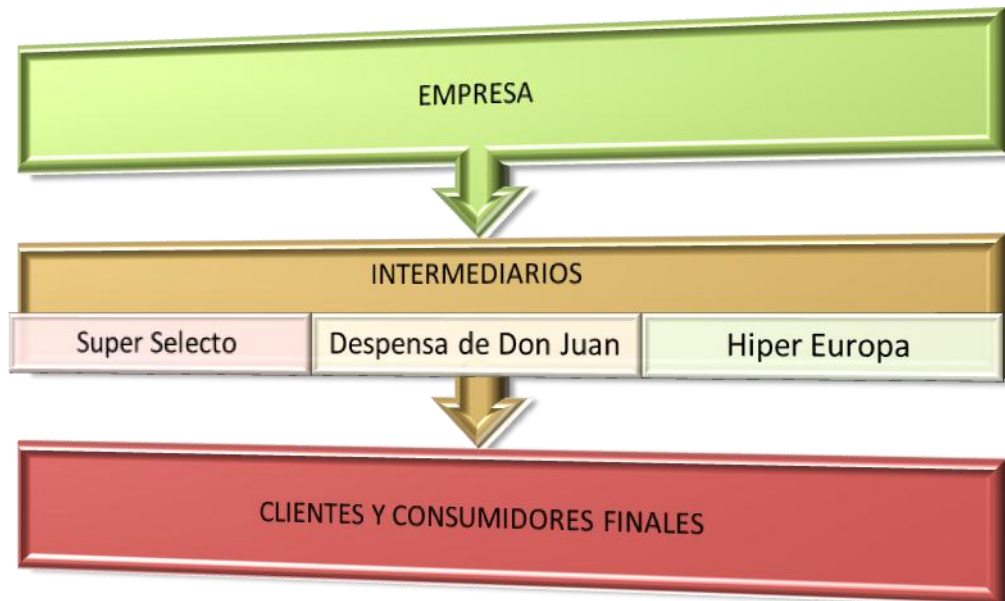 EMPRESA
INTERMEDIARIOS
Super Selecto
Despensa de Don Juan
Hiper Europa
CLIENTES Y CONSUMIDORES FINALES